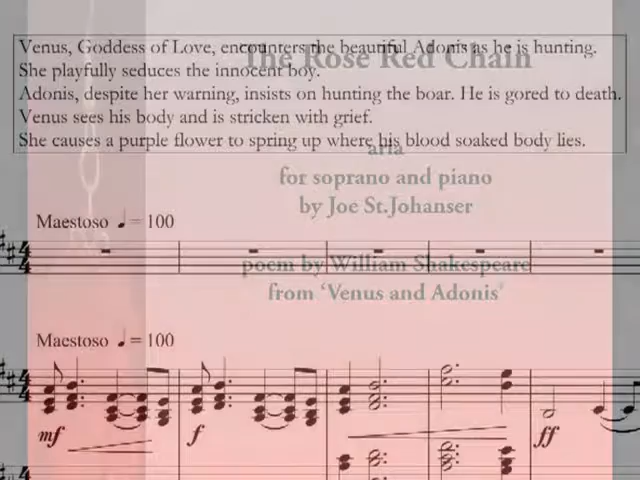 Venus, Goddess of Love, encounters the beautiful Adonis as he is hunting.
She playfully seduces the innocent boy.
Adonis, despite her warning, insists on hunting the boar. He is gored to death.
Venus sees his body and is stricken with grief.
She causes a purple flower to spring up where his blood soaked body lies.
The Rose Red Chain
aria
for soprano and piano
by Joe St.Johanser
poem by William Shakespeare
from ‘Venus and Adonis’
Maestoso ♩ = 100
Maestoso ♩ = 100
mf f ff